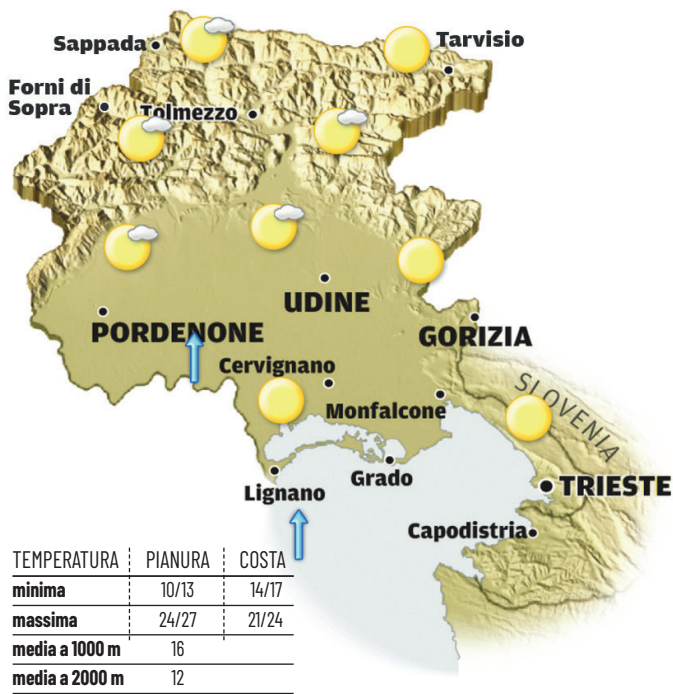 Sappada
Tarvisio
Forni di
Sopra
Tolmezzo
UDINE
PORDENONE
GORIZIA
Cervignano
SLOVENIA
Monfalcone
Grado
Lignano
TRIESTE
Capodistria
TEMPERATURA PIANURA COSTA
minima 10/13 14/17
massima 24/27 21/24
media a 1000 m 16
media a 2000 m 12